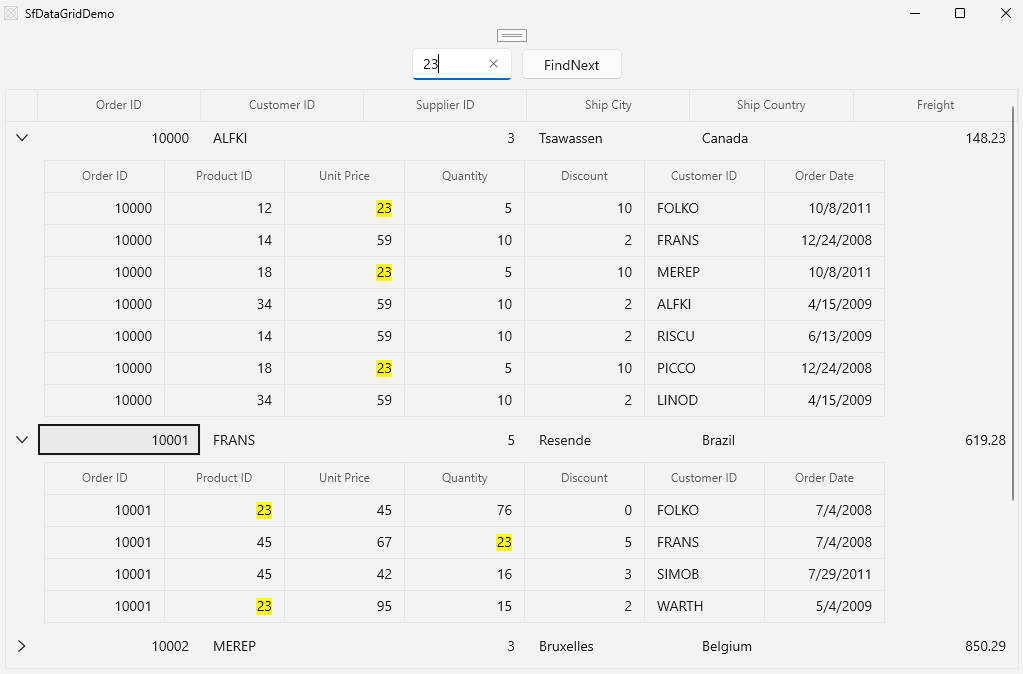 SfDataGridDemo
23 FindNext
Order ID Customer ID Supplier ID Ship City Ship Country Freight
10000 ALFKI 3 Tsawassen Canada 148.23
Order ID Product ID Unit Price Quantity Discount Customer ID Order Date
10000 12 23 5 10 FOLKO 10/8/2011
10000 14 59 10 2 FRANS 12/24/2008
10000 18 23 5 10 MEREP 10/8/2011
10000 34 59 10 2 ALFKI 4/15/2009
10000 14 59 10 2 RISCU 6/13/2009
10000 18 23 5 10 PICCO 12/24/2008
10000 34 59 10 2 LINOD 4/15/2009
10001 FRANS 5 Resende Brazil 619.28
Order ID Product ID Unit Price Quantity Discount Customer ID Order Date
10001 23 45 76 0 FOLKO 7/4/2008
10001 45 67 23 5 FRANS 7/4/2008
10001 45 42 16 3 SIMOB 7/29/2011
10001 23 95 15 2 WARTH 5/4/2009
10002 MEREP 3 Bruxelles Belgium 850.29